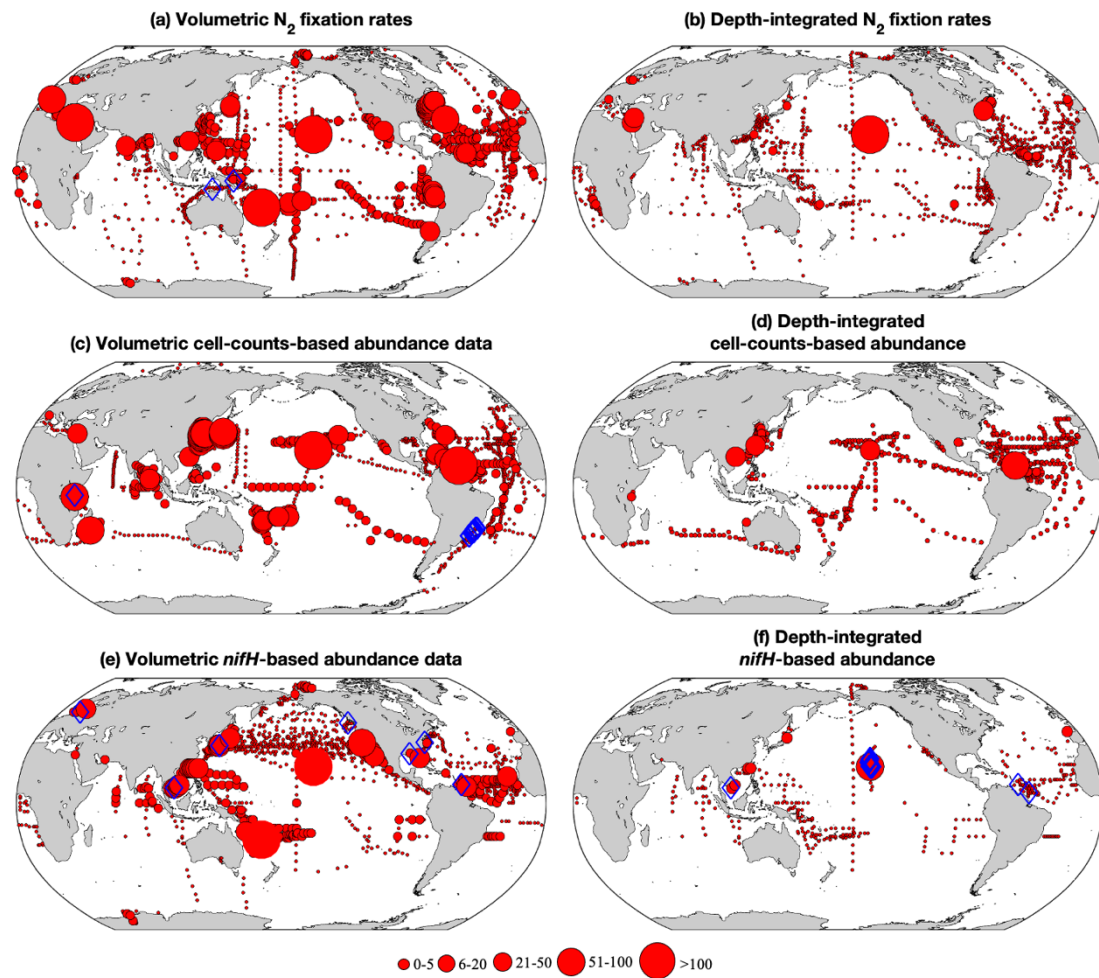 (a) Volumetric N2 fixation rates
(b) Depth-integrated N2 fixtion rates
(c) Volumetric cell-counts-based abundance data
(d) Depth-integrated
cell-counts-based abundance
(e) Volumetric nifH-based abundance data
(f) Depth-integrated
nifH-based abundance
0-5 6-20 21-50 51-100 >100